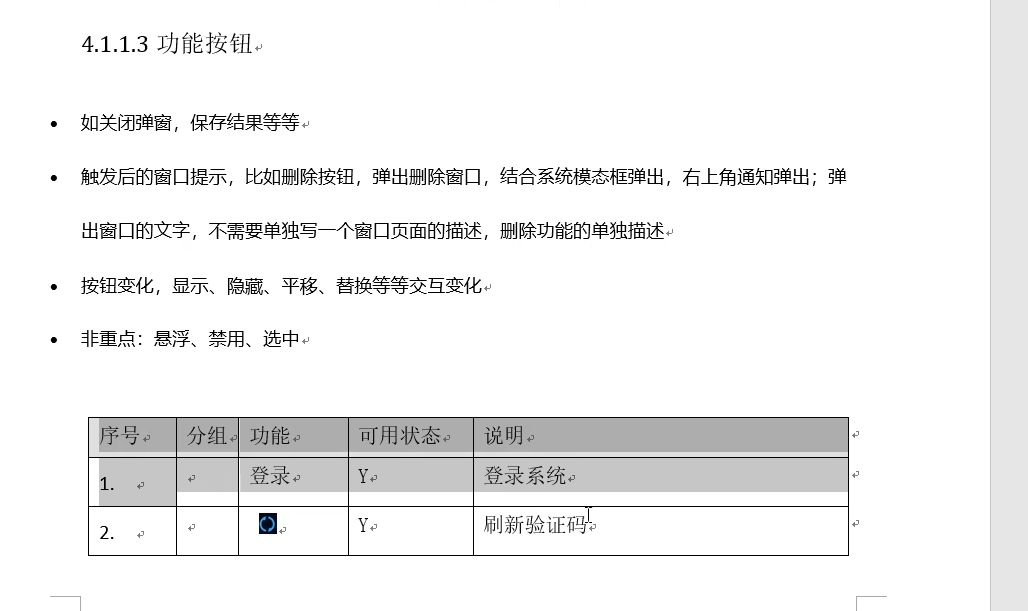 4.1.1.3 功能按钮
• 如关闭弹窗，保存结果等等
• 触发后的窗口提示，比如删除按钮，弹出删除窗口，结合系统模态框弹出，右上角通知弹出；弹
出窗口的文字，不需要单独写一个窗口页面的描述，删除功能的单独描述
• 按钮变化，显示、隐藏、平移、替换等等交互变化
• 非重点：悬浮、禁用、选中
序号 分组 功能 可用状态 说明
1. 登录 Y 登录系统
2. Y 刷新验证码